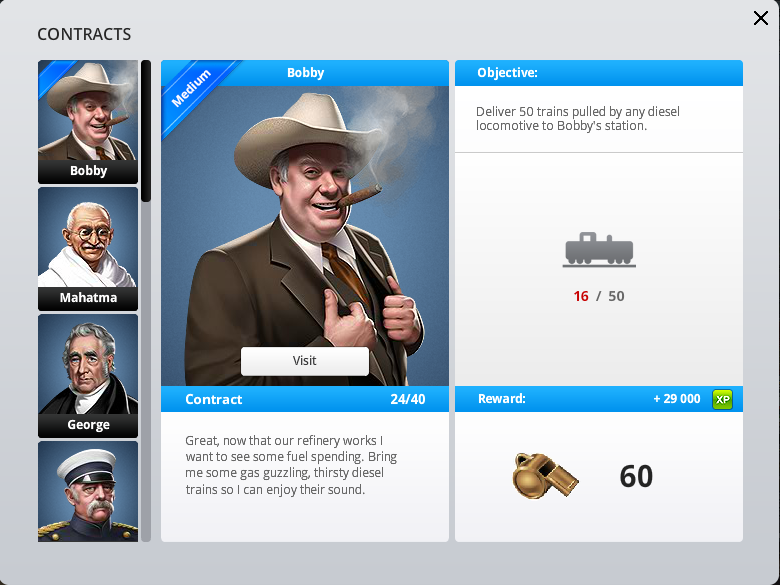 CONTRACTS
Bobby
Mahatma
George
Medium
Bobby
Visit
Contract 24/40
Great, now that our refinery works I
want to see some fuel spending. Bring
me some gas guzzling, thirsty diesel
trains so I can enjoy their sound.
Objective:
Deliver 50 trains pulled by any diesel
locomotive to Bobby's station.
16 / 50
Reward: + 29 000 XP
60